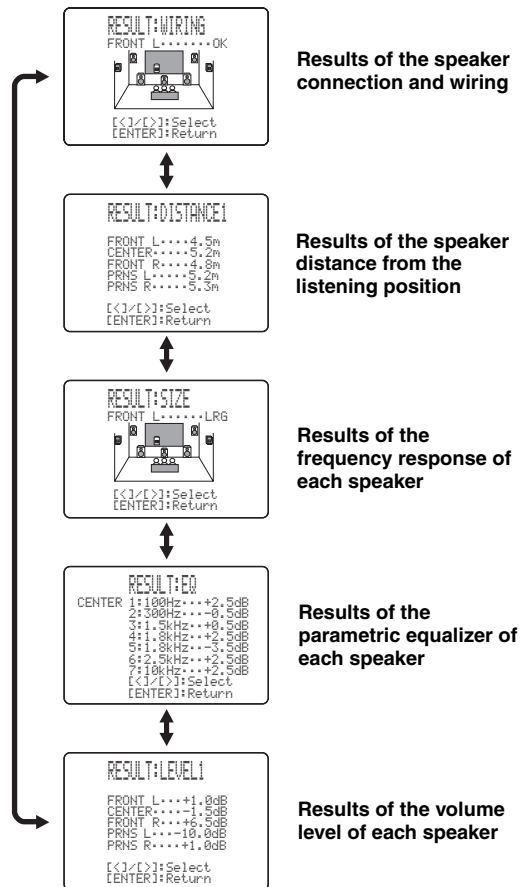 RESULT:WIRING
FRONT L·······OK
[<]/[>]:Select
[ENTER]:Return
Results of the speaker
connection and wiring
RESULT:DISTANCE1
FRONT L····4.5m
CENTER·····5.2m
FRONT R····4.8m
PRNS L·····5.2m
PRNS R·····5.3m
[<]/[>]:Select
[ENTER]:Return
Results of the speaker
distance from the
listening position
RESULT:SIZE
FRONT L······LRG
[<]/[>]:Select
[ENTER]:Return
Results of the
frequency response of
each speaker
RESULT:EQ
CENTER 1:100Hz···+2.5dB
2:300Hz···-0.5dB
3:1.5kHz··+0.5dB
4:1.8kHz··+2.5dB
5:1.8kHz··-3.5dB
6:2.5kHz··+2.5dB
7:10kHz···+2.5dB
[<]/[>]:Select
[ENTER]:Return
Results of the
parametric equalizer of
each speaker
RESULT:LEVEL1
FRONT L···+1.0dB
CENTER····-1.5dB
FRONT R···+6.5dB
PRNS L···-10.0dB
PRNS R····+1.0dB
[<]/[>]:Select
[ENTER]:Return
Results of the volume
level of each speaker